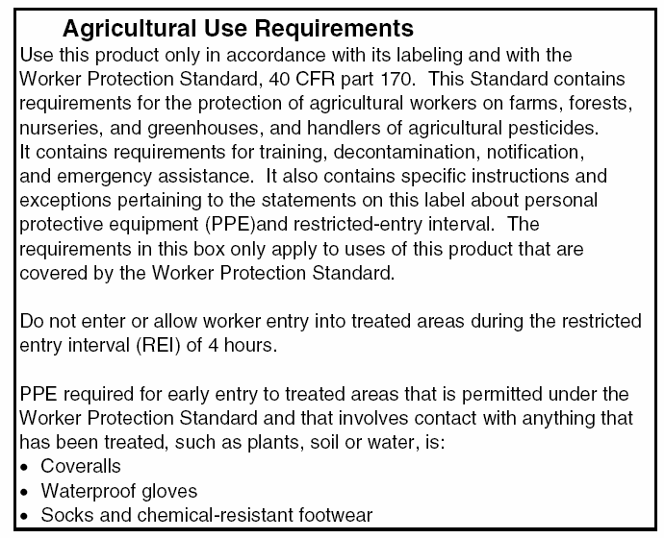 Agricultural Use Requirements
Use this product only in accordance with its labeling and with the
Worker Protection Standard, 40 CFR part 170.  This Standard contains
requirements for the protection of agricultural workers on farms, forests,
nurseries, and greenhouses, and handlers of agricultural pesticides.
It contains requirements for training, decontamination, notification,
and emergency assistance.  It also contains specific instructions and
exceptions pertaining to the statements on this label about personal
protective equipment (PPE)and restricted-entry interval.  The
requirements in this box only apply to uses of this product that are
covered by the Worker Protection Standard.
Do not enter or allow worker entry into treated areas during the restricted
entry interval (REI) of 4 hours.
PPE required for early entry to treated areas that is permitted under the
Worker Protection Standard and that involves contact with anything that
has been treated, such as plants, soil or water, is:
• Coveralls
• Waterproof gloves
• Socks and chemical-resistant footwear